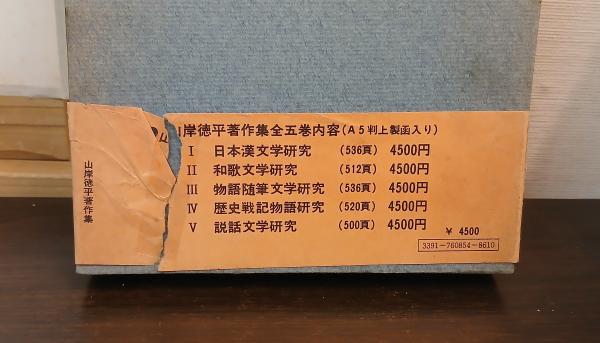 山岸徳平著作集全五巻内容(A5判上製函入り)
I 日本漢文学研究 (536頁) 4500円
II 和歌文学研究 (512頁) 4500円
III 物語随筆文学研究 (536頁) 4500円
IV 歴史戦記物語研究 (520頁) 4500円
V 説話文学研究 (500頁) 4500円
¥ 4500
3391-760854-8610
山岸徳平著作集